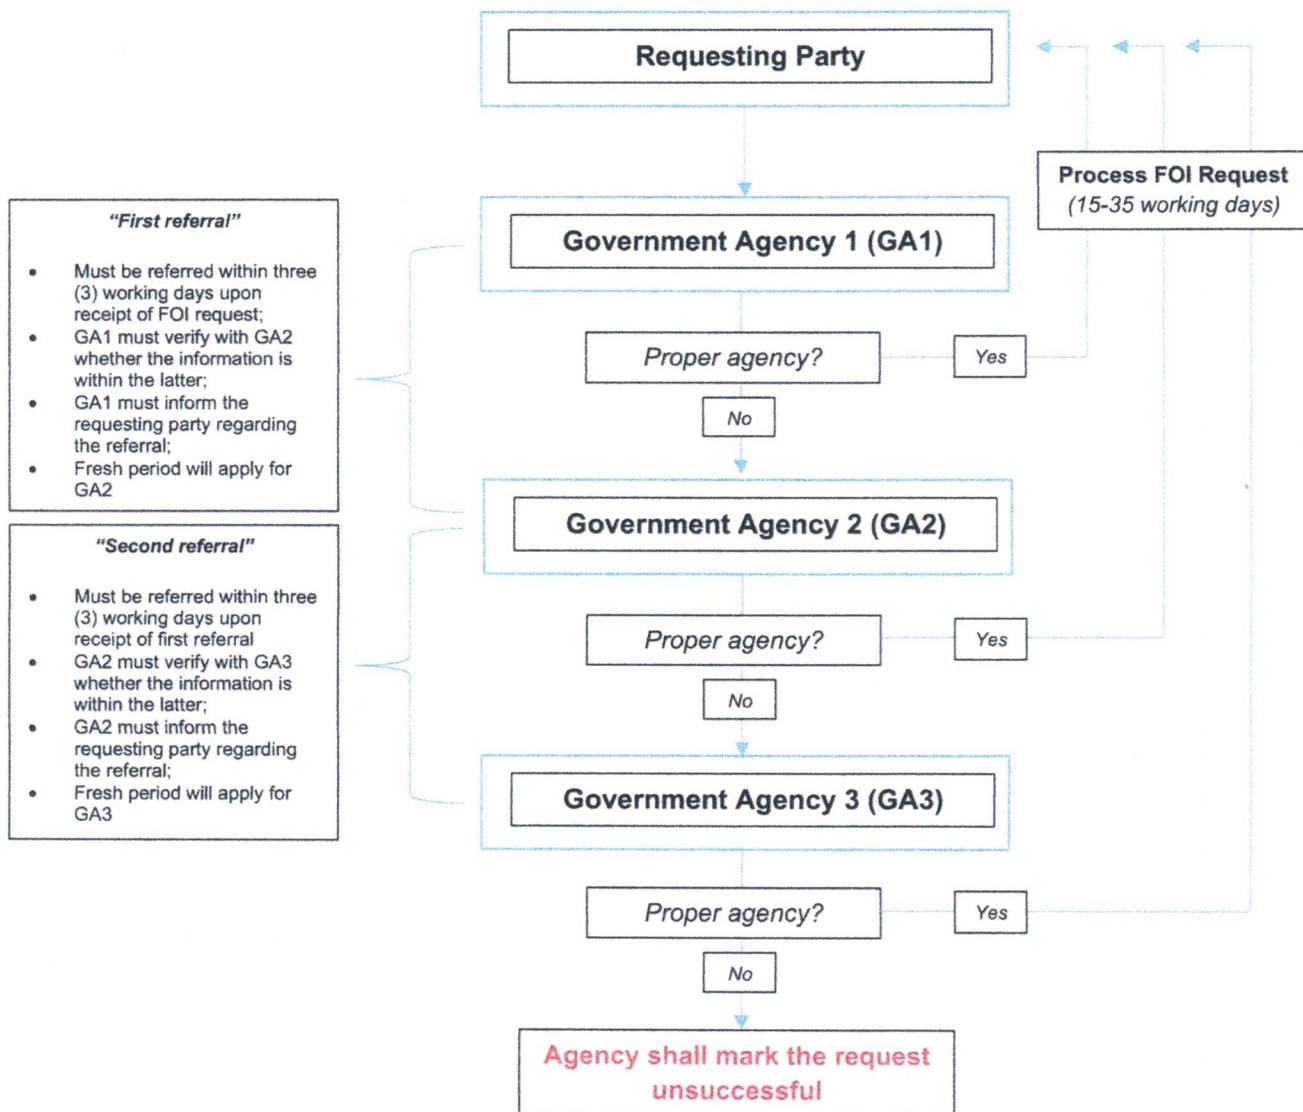 Requesting Party
Process FOI Request
(15-35 working days)
“First referral”
• Must be referred within three
(3) working days upon
receipt of FOI request;
• GA1 must verify with GA2
whether the information is
within the latter;
• GA1 must inform the
requesting party regarding
the referral;
• Fresh period will apply for
GA2
Government Agency 1 (GA1)
Proper agency?
Yes
No
Government Agency 2 (GA2)
“Second referral”
• Must be referred within three
(3) working days upon
receipt of first referral
• GA2 must verify with GA3
whether the information is
within the latter;
• GA2 must inform the
requesting party regarding
the referral;
• Fresh period will apply for
GA3
Proper agency?
Yes
No
Government Agency 3 (GA3)
Proper agency?
Yes
No
Agency shall mark the request
unsuccessful